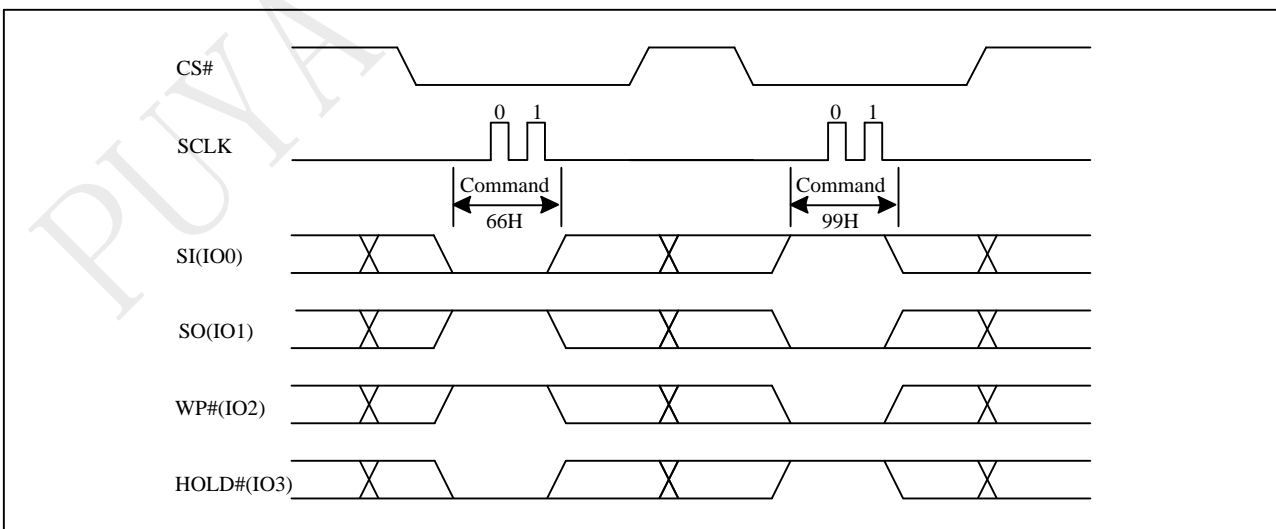 CS#
0 1 0 1
SCLK
Command Command
66H 99H
SI(IO0)
SO(IO1)
WP#(IO2)
HOLD#(IO3)
PUYA